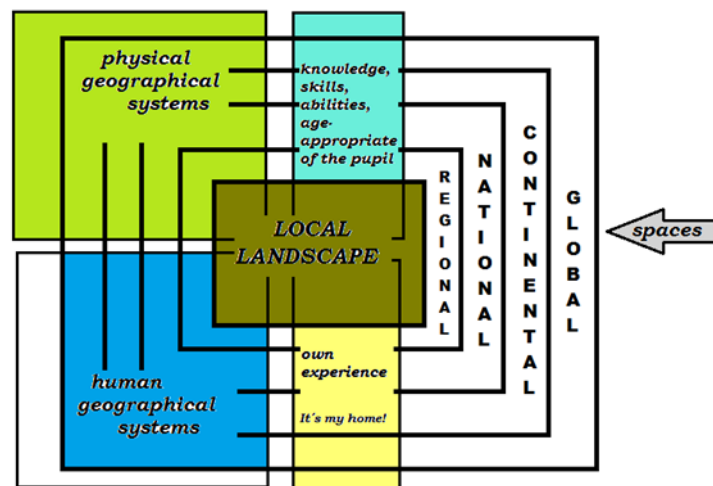 physical
geographical
systems
knowledge,
skills,
abilities,
age-
appropriate
of the pupil
LOCAL
LANDSCAPE
REGIONAL
NATIONAL
CONTINENTAL
GLOBAL
spaces
human
geographical
systems
own
experience
It´s my home!